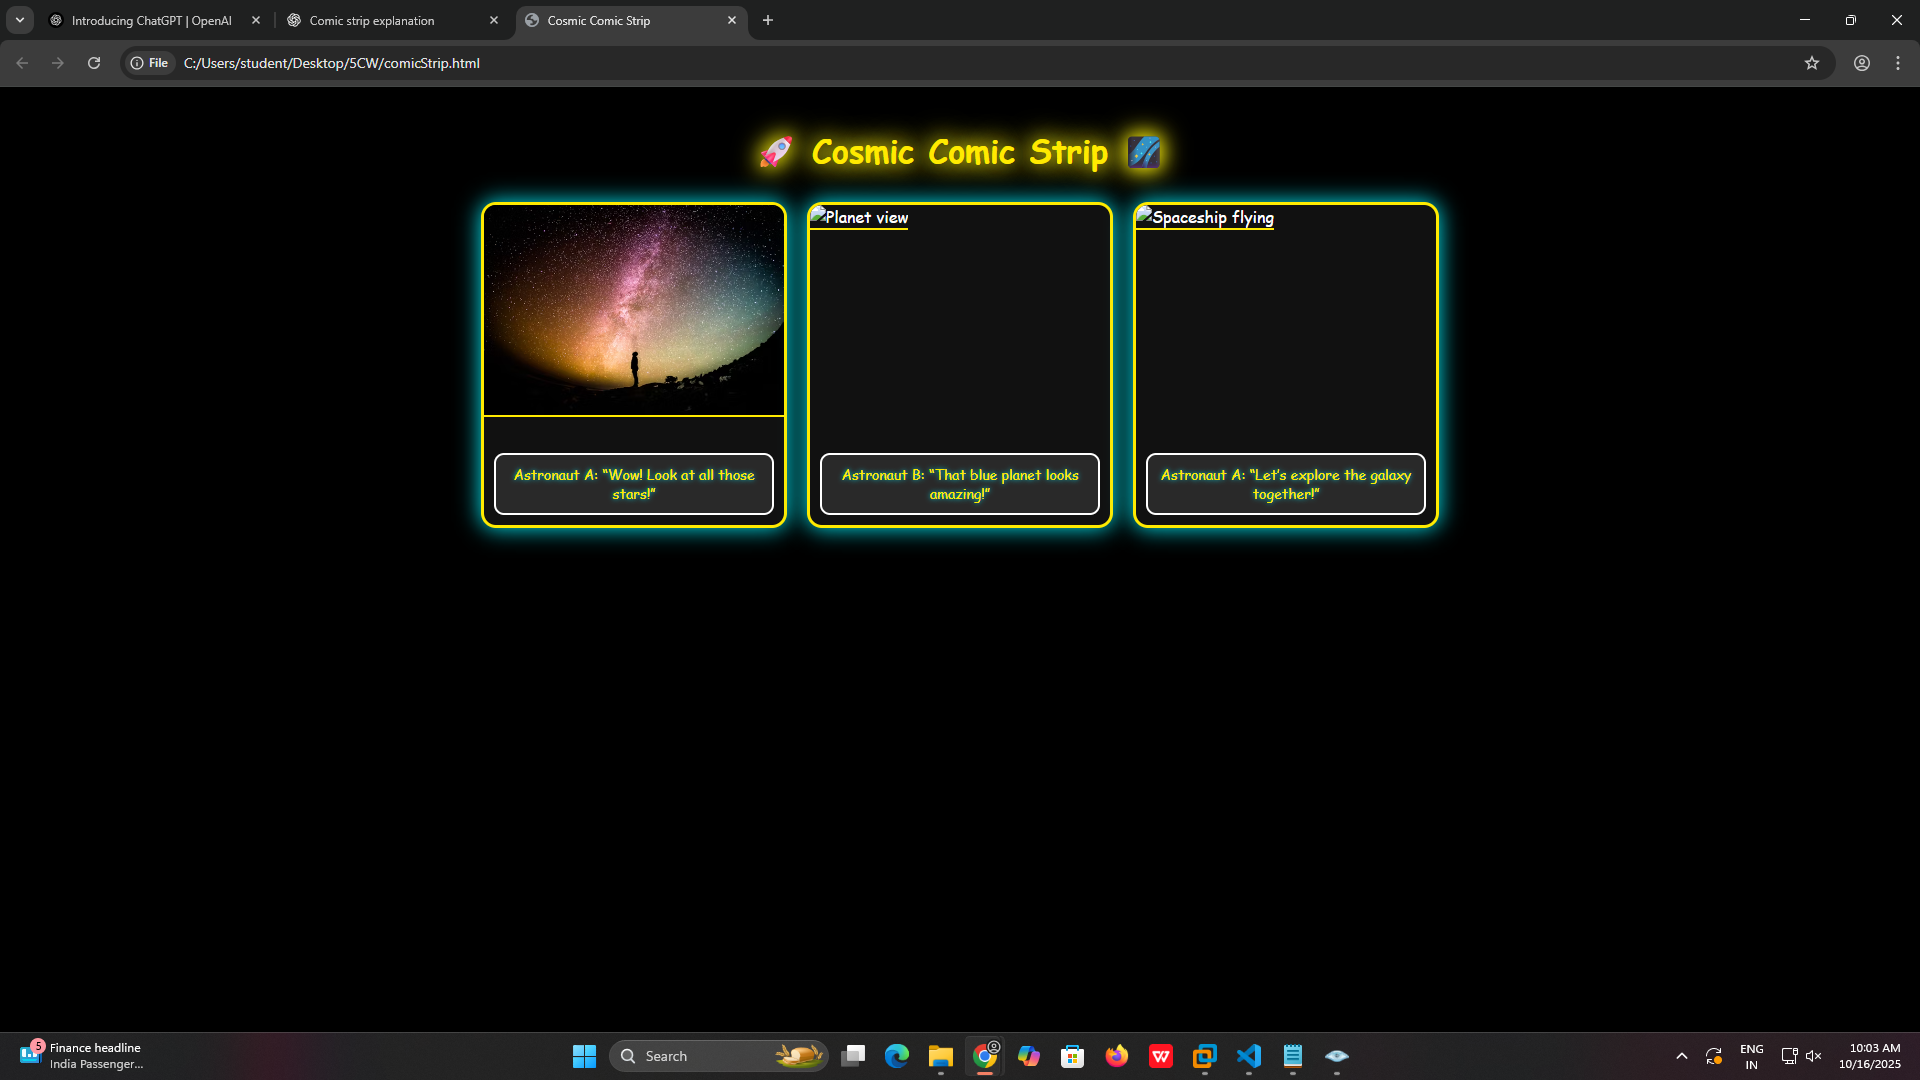 Introducing ChatGPT | OpenAI
Comic strip explanation
Cosmic Comic Strip
File
C:/Users/student/Desktop/5CW/comicStrip.html
🚀 Cosmic Comic Strip 🌌
Planet view
Spaceship flying
Astronaut A: “Wow! Look at all those
stars!”
Astronaut B: “That blue planet looks
amazing!”
Astronaut A: “Let’s explore the galaxy
together!”
5
Finance headline
India Passenger...
Search
W
ENG
IN
10:03 AM
10/16/2025